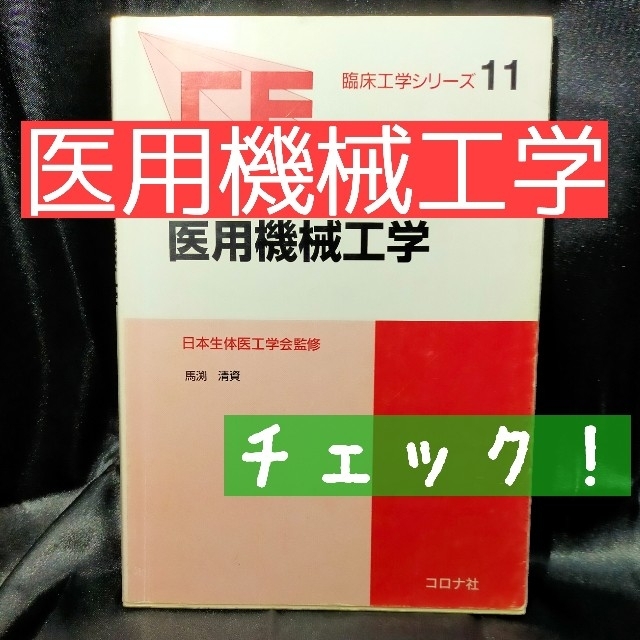 臨床工学シリーズ 11
医用機械工学
医用機械工学
日本生体医工学会監修
馬渕 清資
チェック!
コロナ社